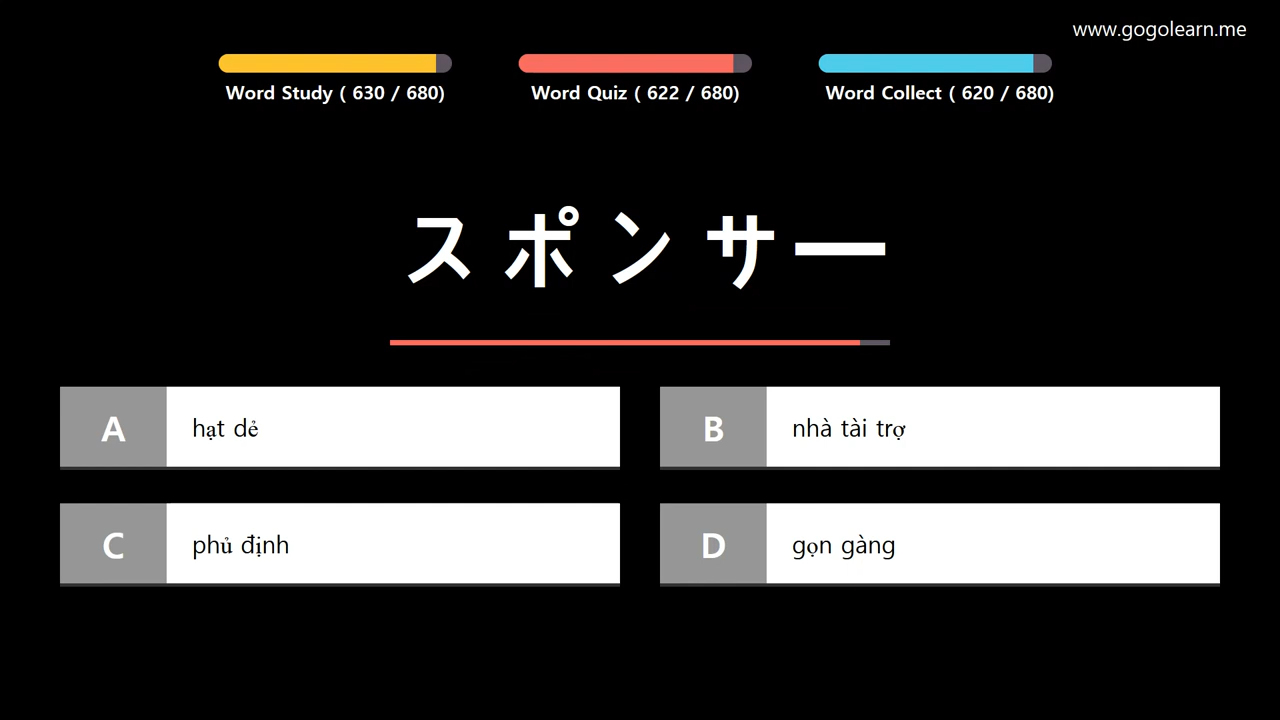 www.gogolearn.me
Word Study ( 630 / 680)
Word Quiz ( 622 / 680)
Word Collect ( 620 / 680)
スポンサー
A
hạt dẻ
B
nhà tài trợ
C
phủ định
D
gọn gàng